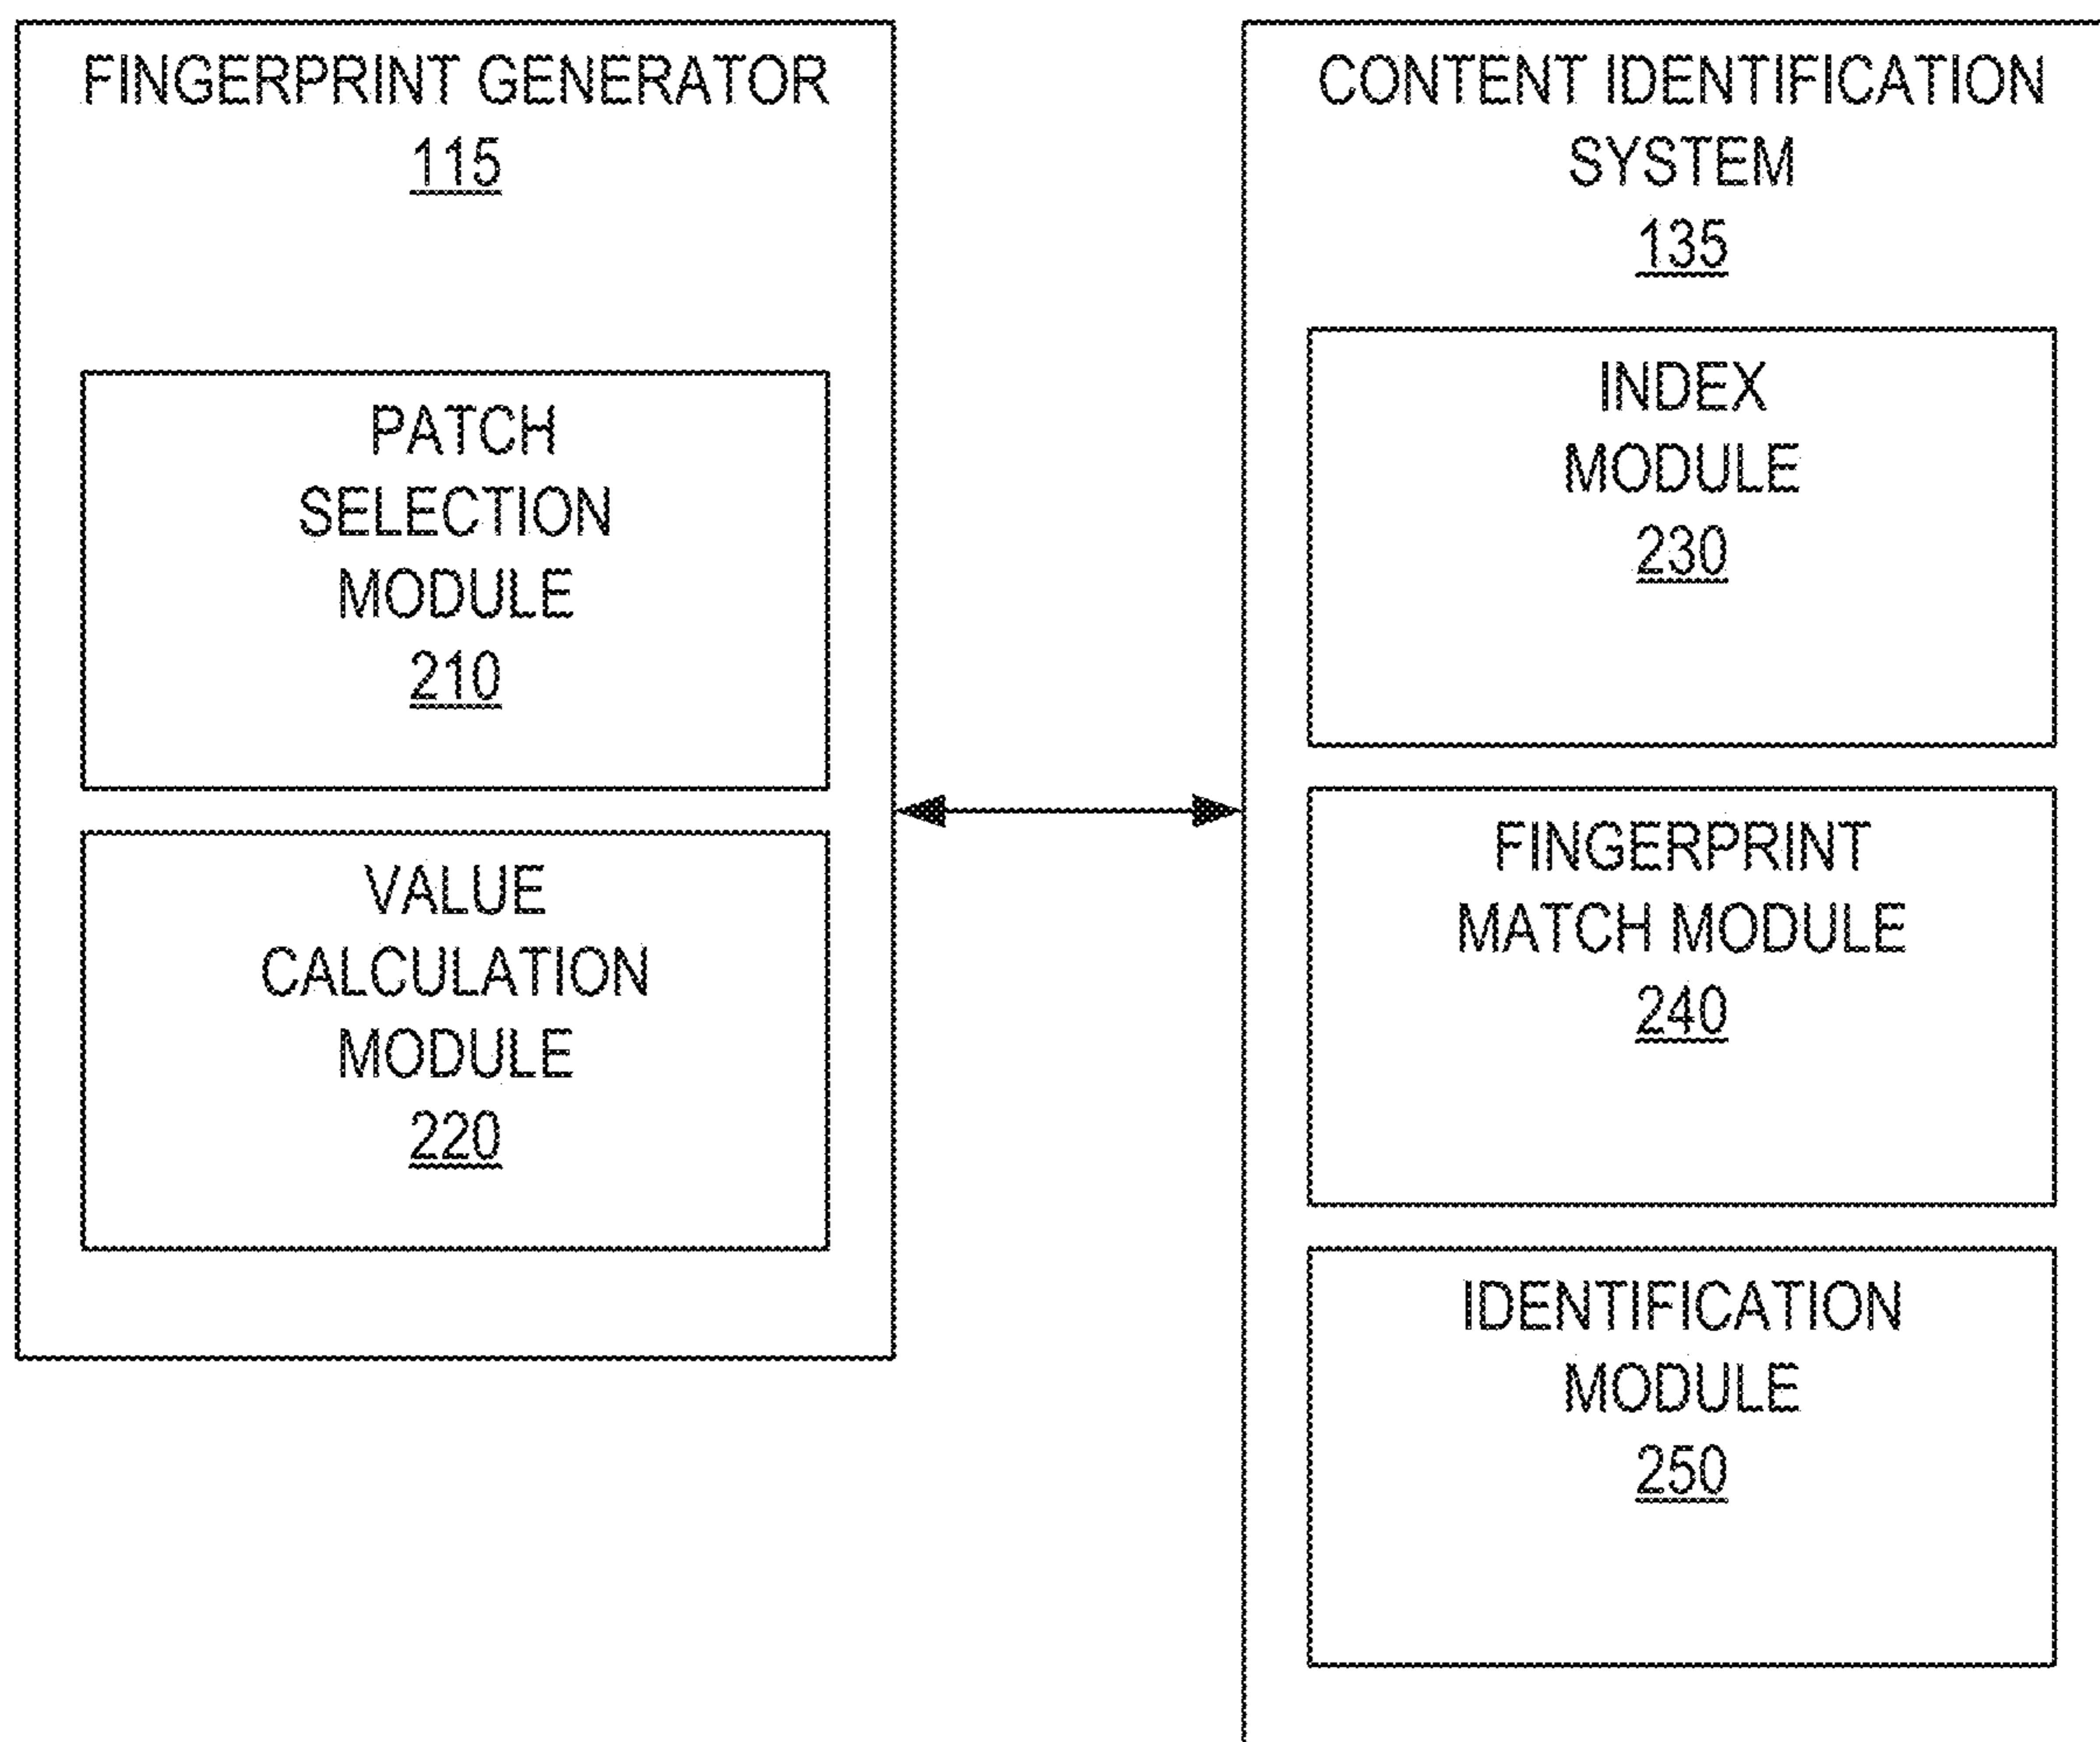 FINGERPRINT GENERATOR
115
PATCH
SELECTION
MODULE
210
VALUE
CALCULATION
MODULE
220
CONTENT IDENTIFICATION
SYSTEM
135
INDEX
MODULE
230
FINGERPRINT
MATCH MODULE
240
IDENTIFICATION
MODULE
250